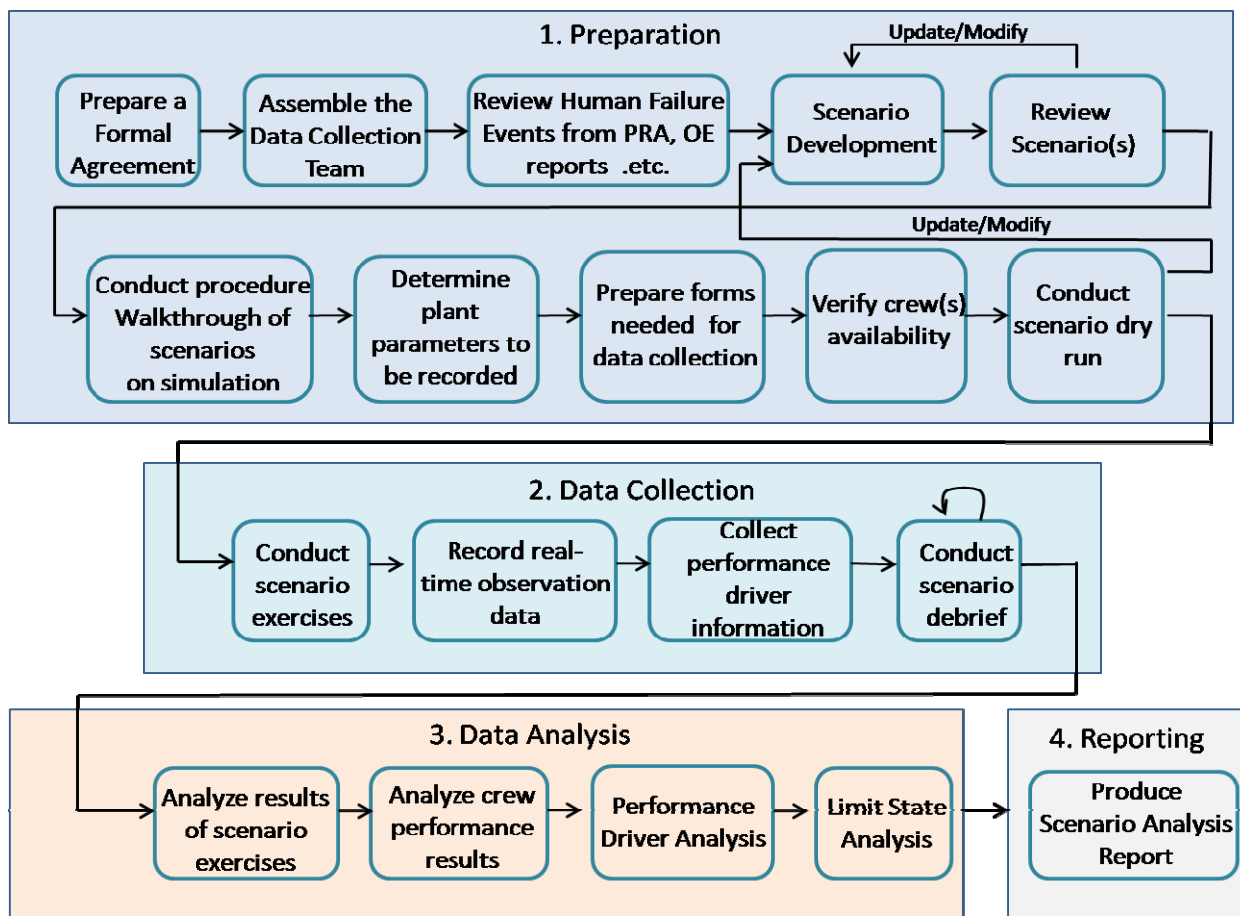 1. Preparation
Update/Modify
Prepare a
Formal
Agreement
Assemble the
Data Collection
Team
Review Human Failure
Events from PRA, OE
reports .etc.
Scenario
Development
Review
Scenario(s)
Update/Modify
Conduct procedure
Walkthrough of
scenarios
on simulation
Determine
plant
parameters to
be recorded
Prepare forms
needed for
data collection
Verify crew(s)
availability
Conduct
scenario dry
run
2. Data Collection
Conduct
scenario
exercises
Record real-
time observation
data
Collect
performance
driver
information
Conduct
scenario
debrief
3. Data Analysis
Analyze results
of scenario
exercises
Analyze crew
performance
results
Performance
Driver Analysis
Limit State
Analysis
4. Reporting
Produce
Scenario Analysis
Report